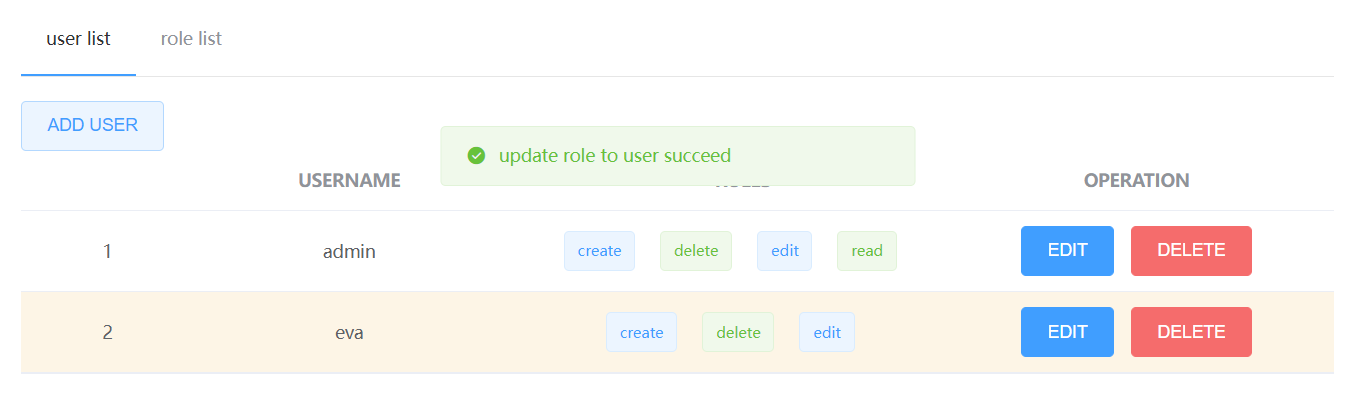 user list role list
ADD USER
update role to user succeed
USERNAME OPERATION
1 admin create delete edit read EDIT DELETE
2 eva create delete edit EDIT DELETE